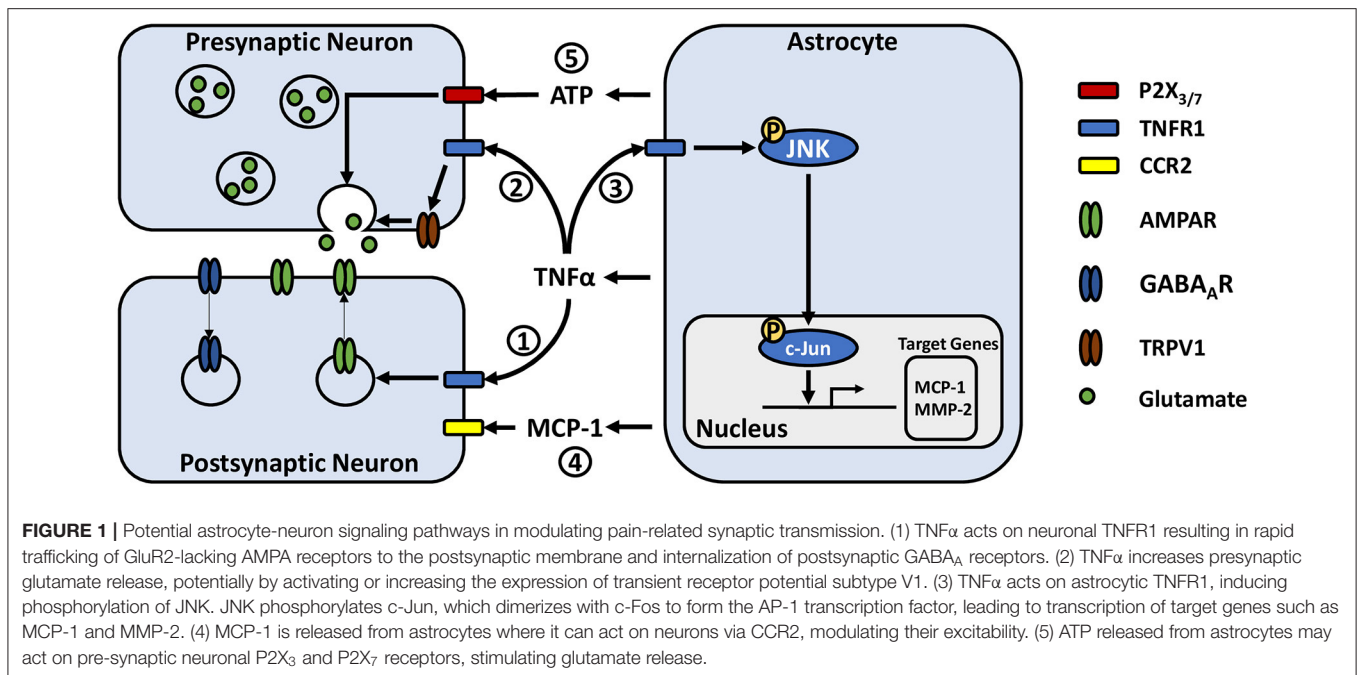 Presynaptic Neuron
Astrocyte
⑤
ATP
P
JNK
②
③
TNFα
①
P
c-Jun
Target Genes
MCP-1
MMP-2
Nucleus
MCP-1
④
Postsynaptic Neuron
P2X₃/₇
TNFR1
CCR2
AMPAR
GABA_AR
TRPV1
Glutamate
FIGURE 1 | Potential astrocyte-neuron signaling pathways in modulating pain-related synaptic transmission. (1) TNFα acts on neuronal TNFR1 resulting in rapid
trafficking of GluR2-lacking AMPA receptors to the postsynaptic membrane and internalization of postsynaptic GABA_A receptors. (2) TNFα increases presynaptic
glutamate release, potentially by activating or increasing the expression of transient receptor potential subtype V1. (3) TNFα acts on astrocytic TNFR1, inducing
phosphorylation of JNK. JNK phosphorylates c-Jun, which dimerizes with c-Fos to form the AP-1 transcription factor, leading to transcription of target genes such as
MCP-1 and MMP-2. (4) MCP-1 is released from astrocytes where it can act on neurons via CCR2, modulating their excitability. (5) ATP released from astrocytes may
act on pre-synaptic neuronal P2X₃ and P2X₇ receptors, stimulating glutamate release.